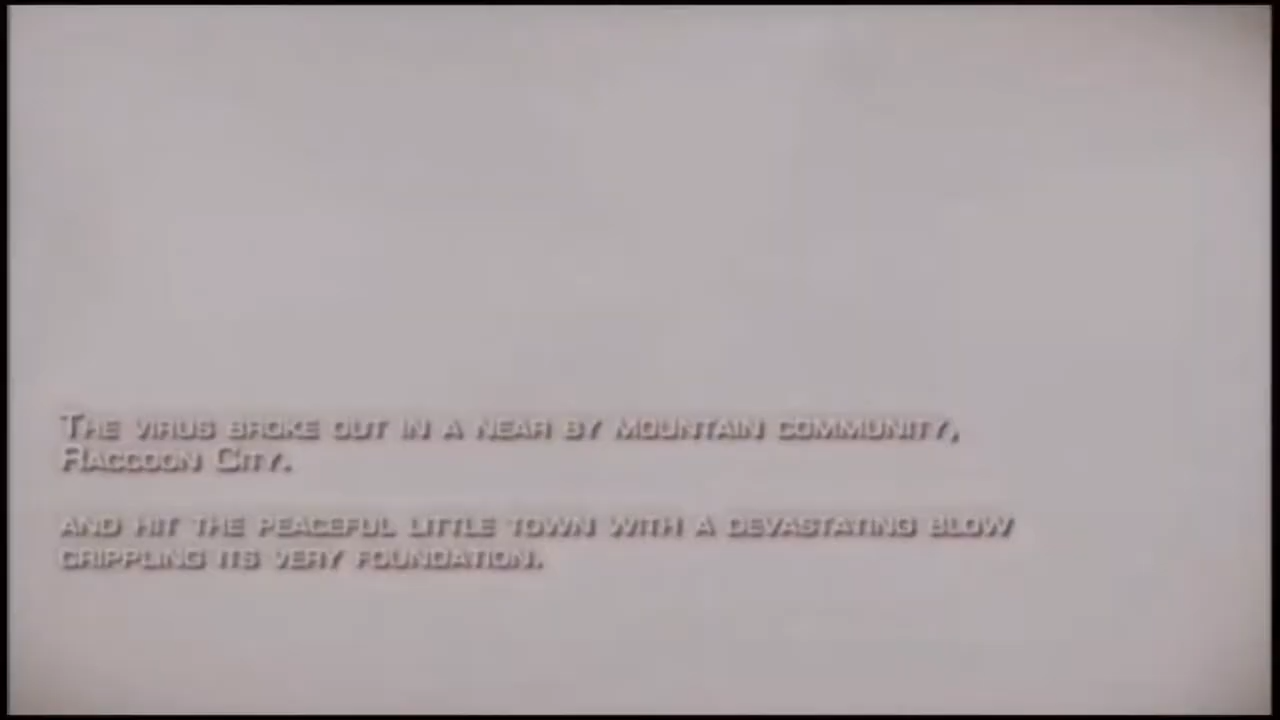 The virus broke out in a near by mountain community,
Raccoon City.
and hit the peaceful little town with a devastating blow
crippling its very foundation.